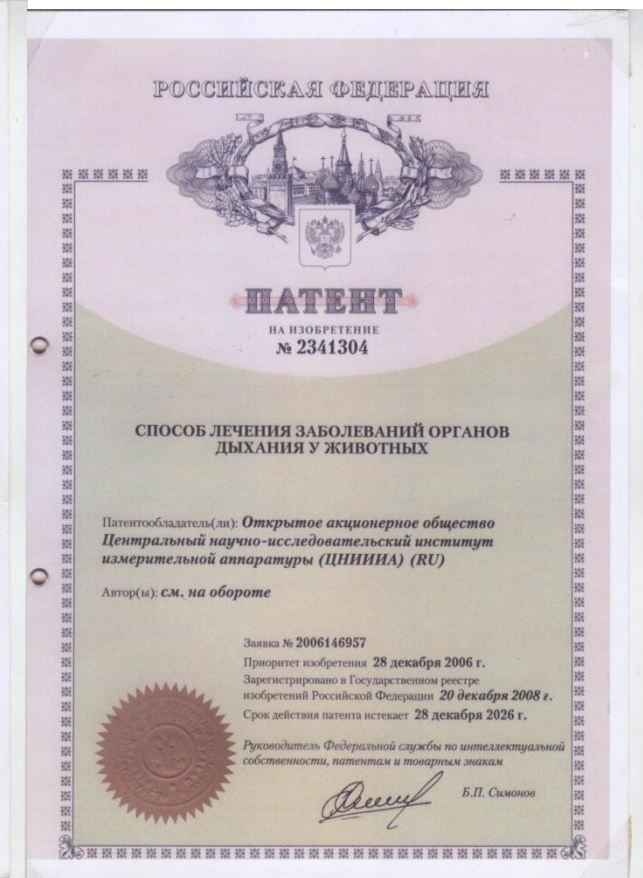 РОССИЙСКАЯ ФЕДЕРАЦИЯ
ПАТЕНТ
НА ИЗОБРЕТЕНИЕ
№ 2341304
СПОСОБ ЛЕЧЕНИЯ ЗАБОЛЕВАНИЙ ОРГАНОВ
ДЫХАНИЯ У ЖИВОТНЫХ
Патентообладатель(ли): Открытое акционерное общество
Центральный научно-исследовательский институт
измерительной аппаратуры (ЦНИИИА) (RU)
Автор(ы): см. на обороте
Заявка № 2006146957
Приоритет изобретения 28 декабря 2006 г.
Зарегистрировано в Государственном реестре
изобретений Российской Федерации 20 декабря 2008 г.
Срок действия патента истекает 28 декабря 2026 г.
Руководитель Федеральной службы по интеллектуальной
собственности, патентам и товарным знакам
Б.П. Симонов